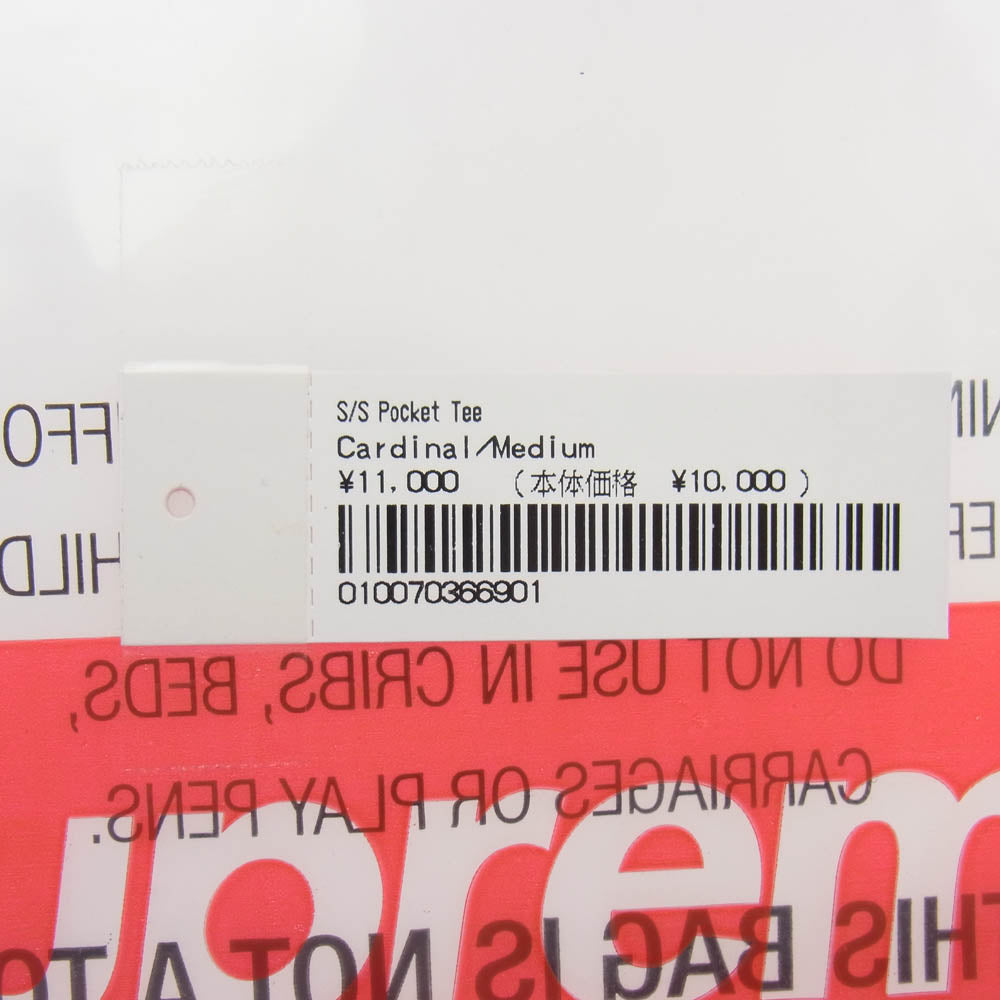 S/S Pocket Tee
Cardinal/Medium
¥11,000 (本体価格 ¥10,000)
010070366901
DO NOT USE IN CRIBS, BEDS,
CARRIAGES OR PLAY PENS.
uprem
THIS BAG IS NOT A TO